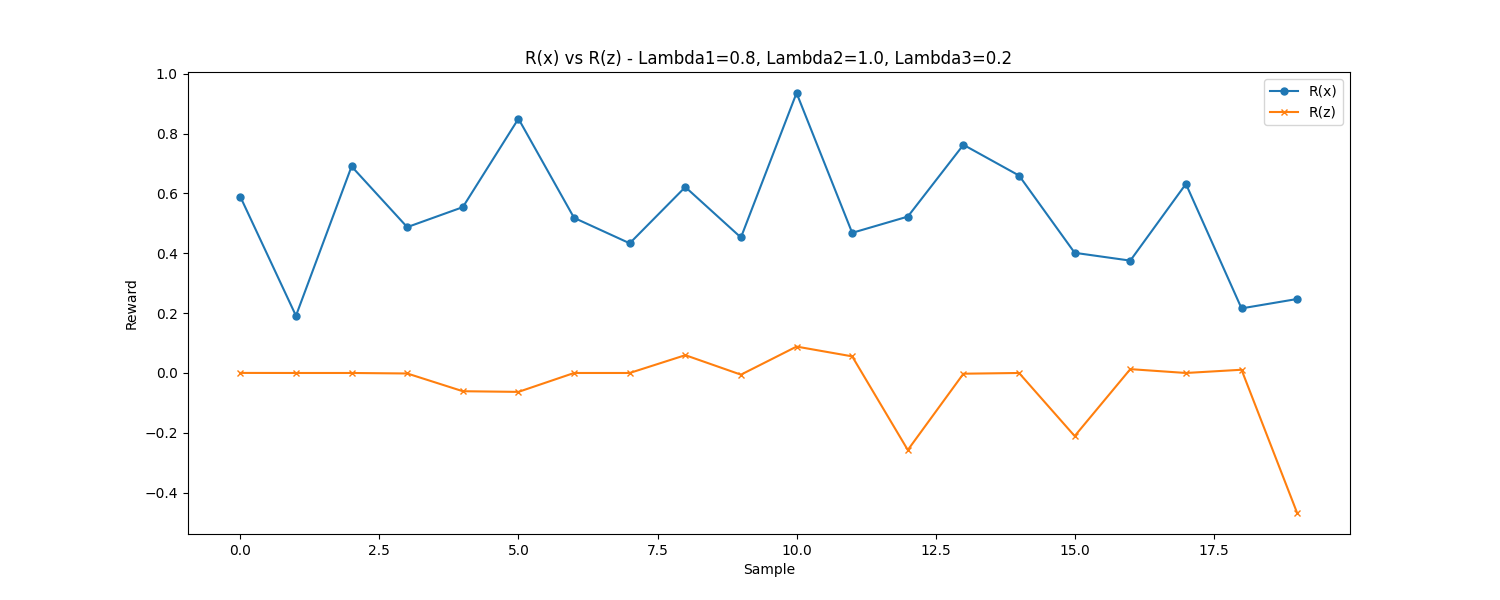 R(x) vs R(z) - Lambda1=0.8, Lambda2=1.0, Lambda3=0.2
R(x)
R(z)
Reward
1.0
0.8
0.6
0.4
0.2
0.0
−0.2
−0.4
0.0 2.5 5.0 7.5 10.0 12.5 15.0 17.5
Sample